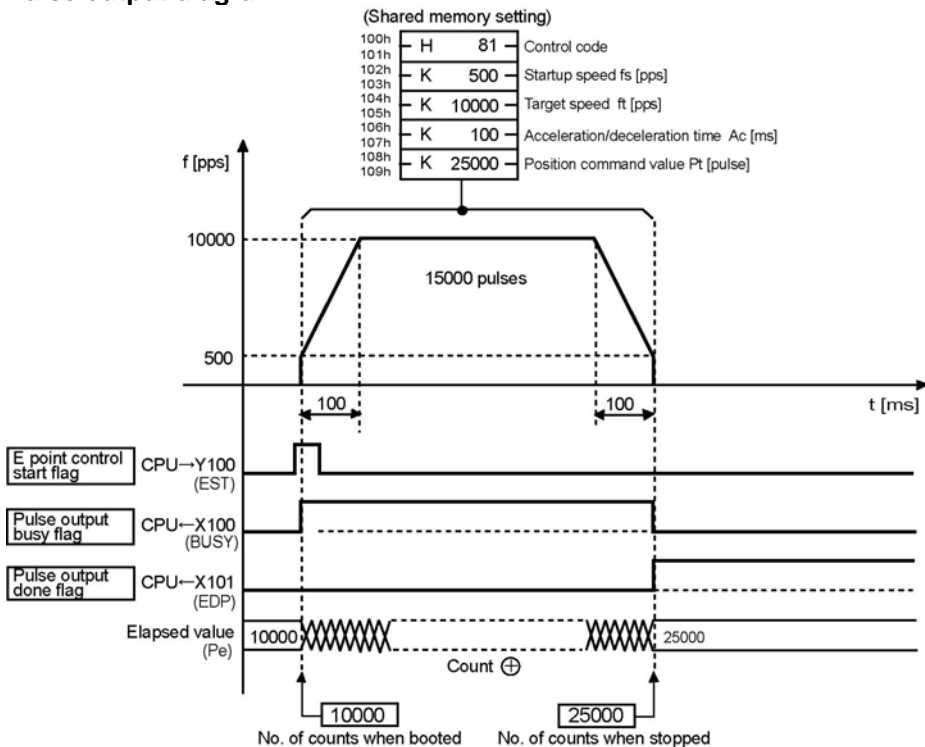 (Shared memory setting)
100h
101h
H 81
Control code
102h
103h
K 500
Startup speed fs [pps]
104h
105h
K 10000
Target speed ft [pps]
106h
107h
K 100
Acceleration/deceleration time Ac [ms]
108h
109h
K 25000
Position command value Pt [pulse]
f [pps]
10000
15000 pulses
500
100
100
t [ms]
E point control
start flag
CPU→Y100
(EST)
Pulse output
busy flag
CPU←X100
(BUSY)
Pulse output
done flag
CPU←X101
(EDP)
Elapsed value
(Pe)
10000
25000
Count ⊕
10000
No. of counts when booted
25000
No. of counts when stopped